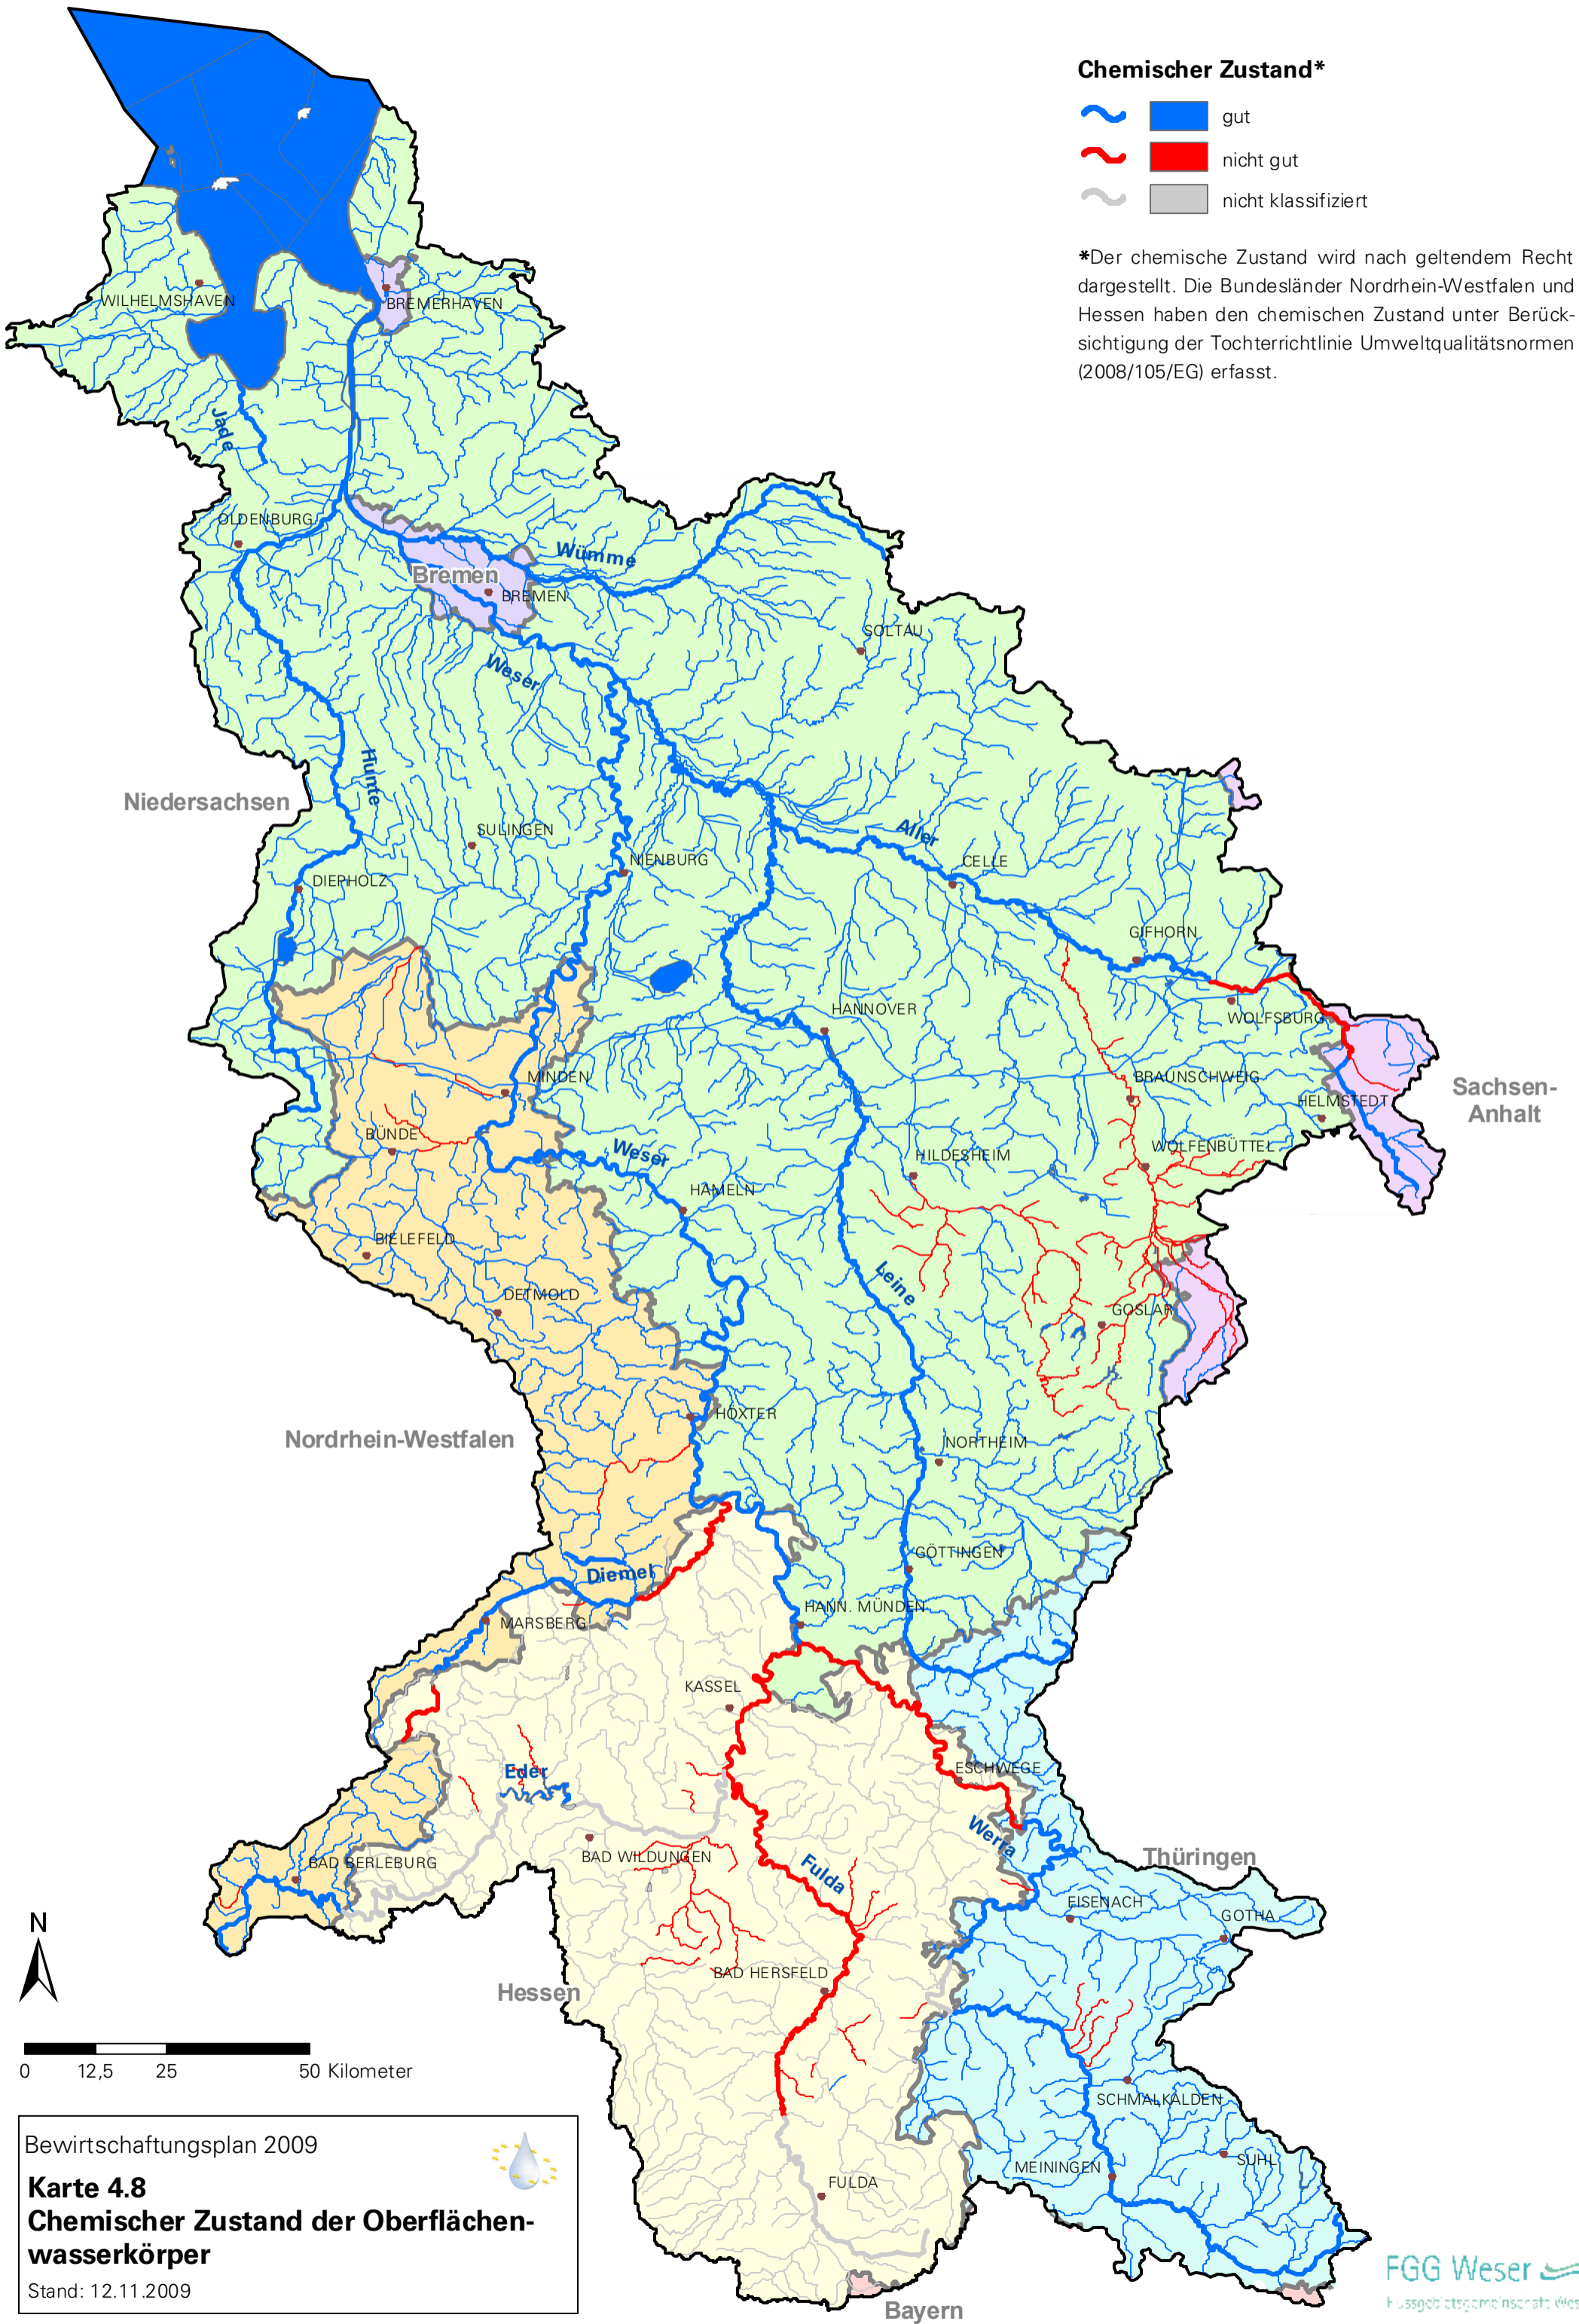 Chemischer Zustand*
gut
nicht gut
nicht klassifiziert
*Der chemische Zustand wird nach geltendem Recht
dargestellt. Die Bundesländer Nordrhein-Westfalen und
Hessen haben den chemischen Zustand unter Berück-
sichtigung der Tochterrichtlinie Umweltqualitätsnormen
(2008/105/EG) erfasst.
WILHELMSHAVEN
BREMERHAVEN
Jade
OLDENBURG
Wümme
Bremen
BREMEN
SOLTAU
Weser
Hunte
Niedersachsen
SULINGEN
Aller
NIENBURG
CELLE
DIEPHOLZ
GIFHORN
HANNOVER
WOLFSBURG
MINDEN
BRAUNSCHWEIG
Sachsen-
Anhalt
HELMSTEDT
BÜNDE
Weser
HILDESHEIM
WOLFENBÜTTEL
HAMELN
BIELEFELD
Leine
DETMOLD
GOSLAR
HÖXTER
Nordrhein-Westfalen
NORTHEIM
GÖTTINGEN
Diemel
HANN. MÜNDEN
MARSBERG
KASSEL
Eder
ESCHWEGE
Werra
Thüringen
BAD WILDUNGEN
BAD BERLEBURG
Fulda
EISENACH
GOTHA
N
BAD HERSFELD
Hessen
0 12,5 25 50 Kilometer
SCHMALKALDEN
Bewirtschaftungsplan 2009
SUHL
MEININGEN
FULDA
Karte 4.8
Chemischer Zustand der Oberflächen-
wasserkörper
Stand: 12.11.2009
FGG Weser
Bayern